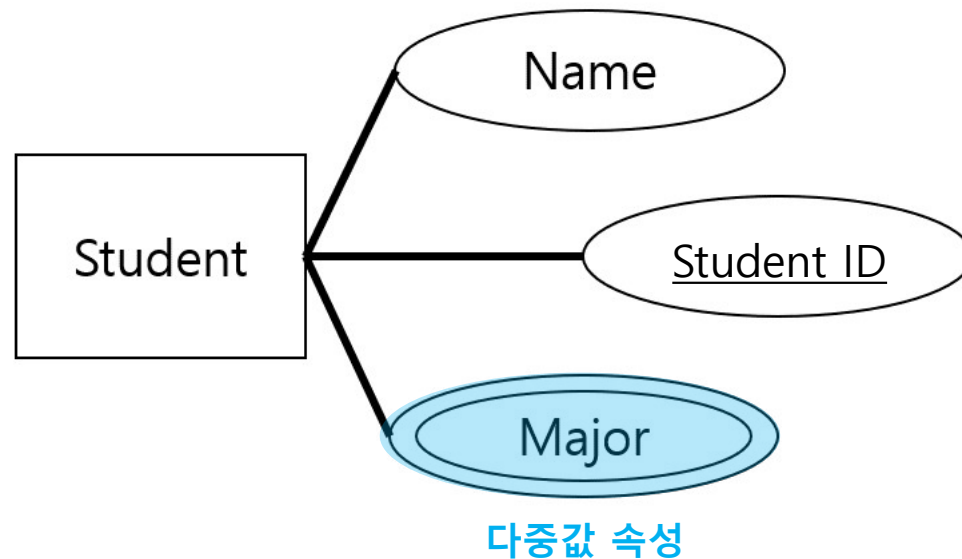 Name
Student
Student ID
Major
다중값 속성